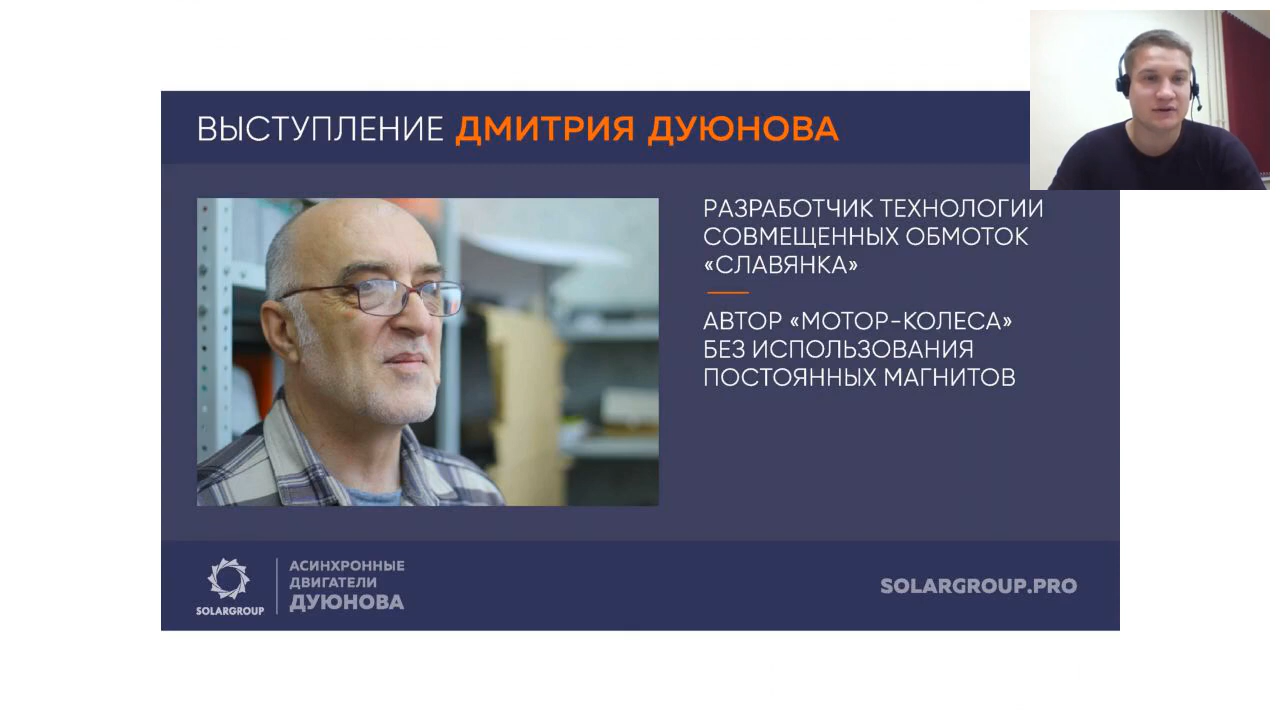 ВЫСТУПЛЕНИЕ ДМИТРИЯ ДУЮНОВА
РАЗРАБОТЧИК ТЕХНОЛОГИИ
СОВМЕЩЕННЫХ ОБМОТОК
«СЛАВЯНКА»
АВТОР «МОТОР-КОЛЕСА»
БЕЗ ИСПОЛЬЗОВАНИЯ
ПОСТОЯННЫХ МАГНИТОВ
SOLARGROUP
АСИНХРОННЫЕ
ДВИГАТЕЛИ
ДУЮНОВА
SOLARGROUP.PRO